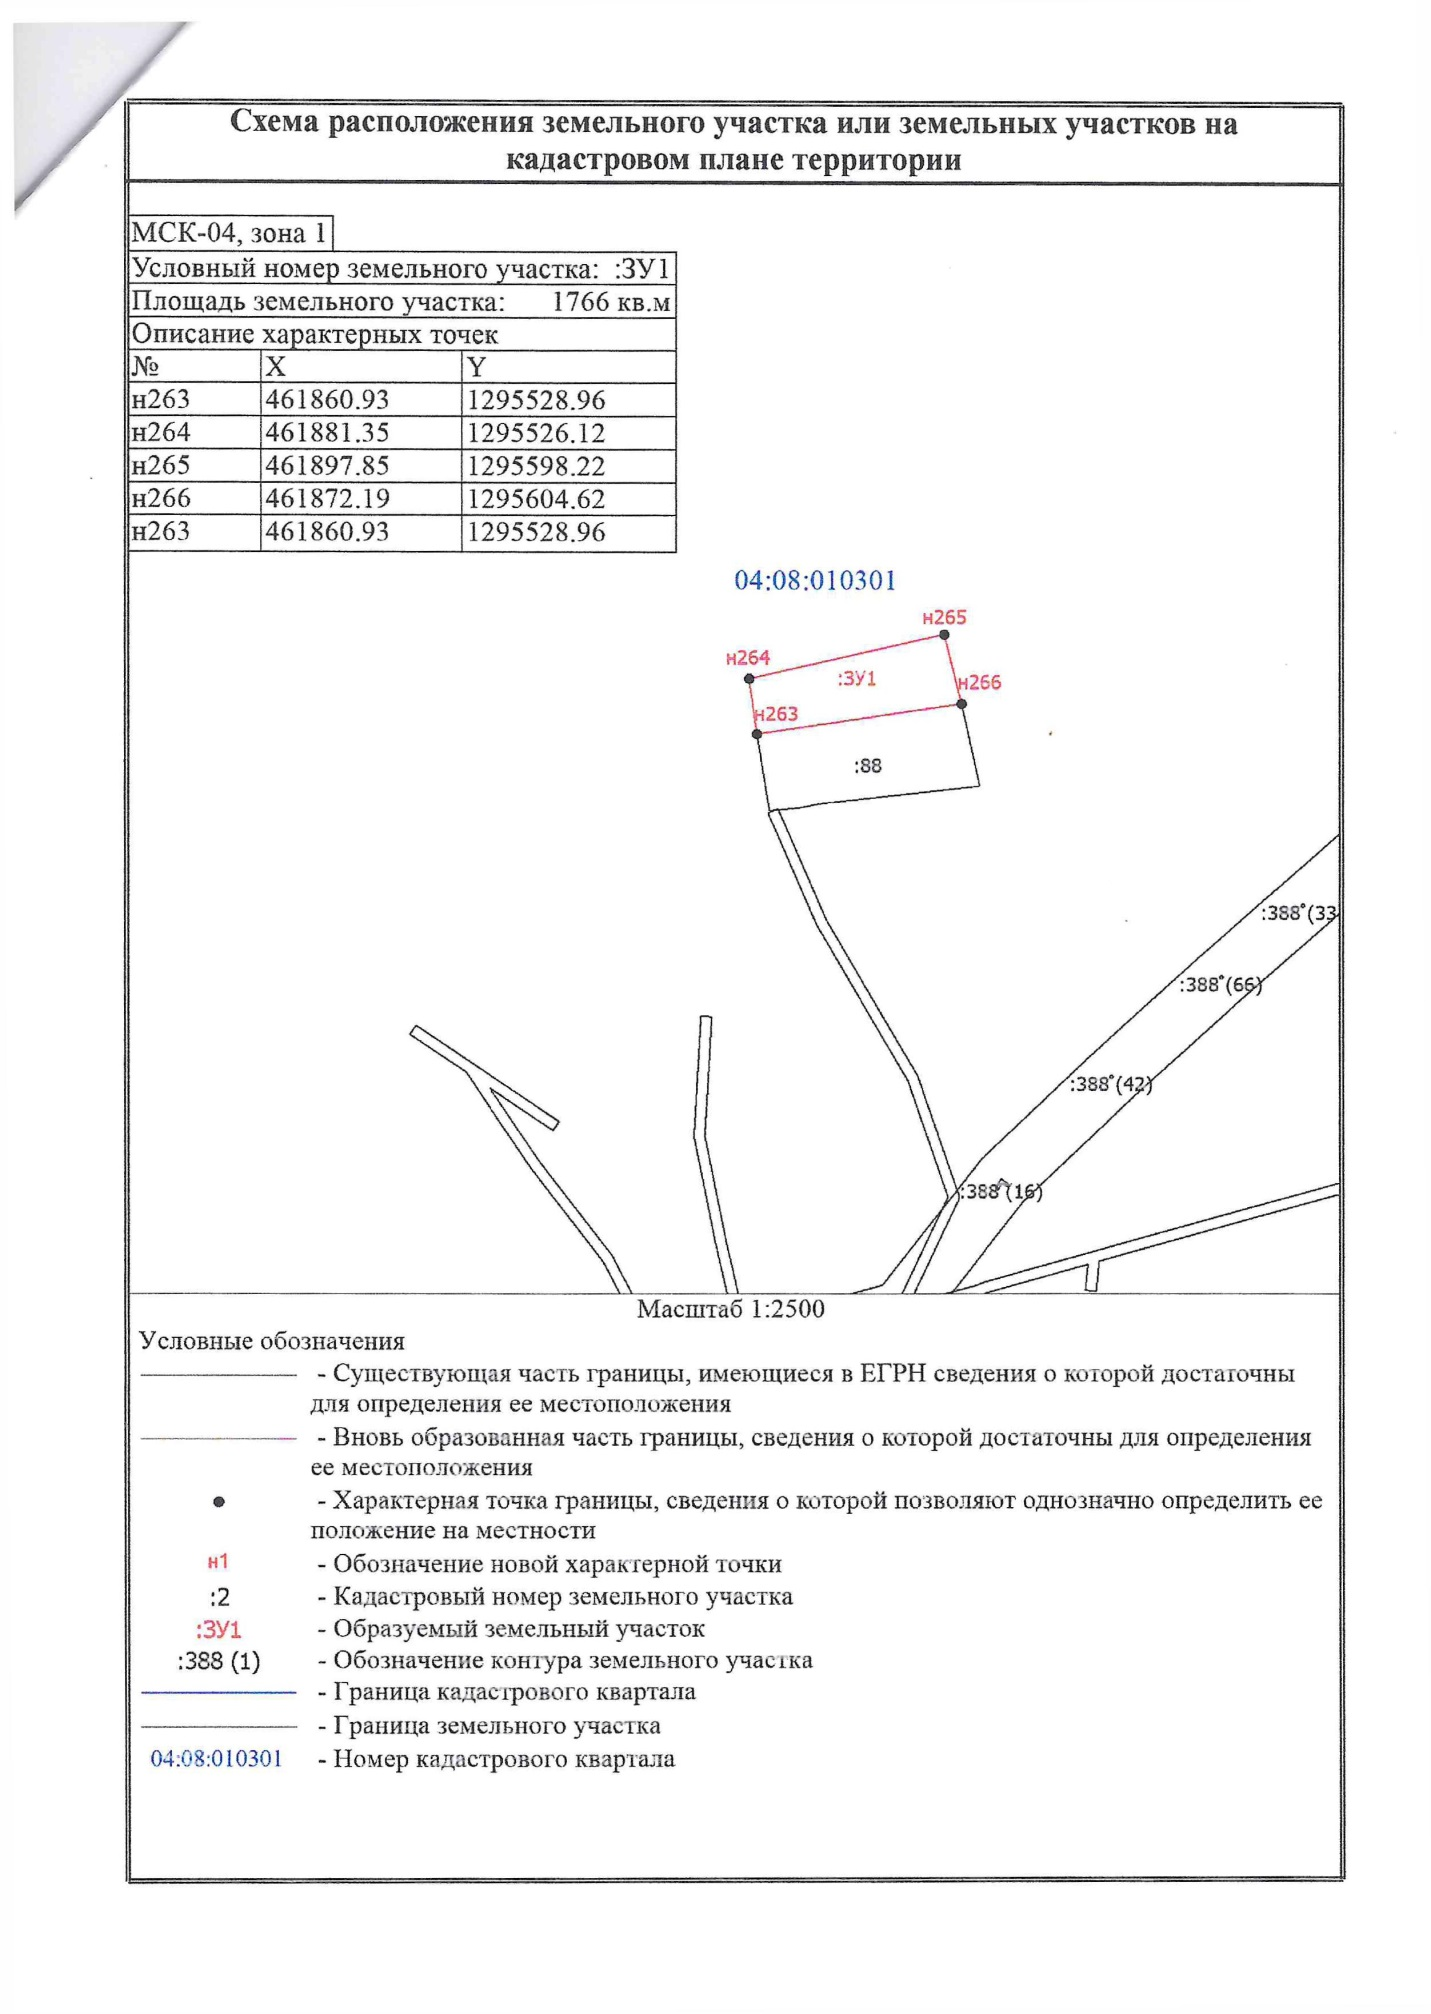 Схема расположения земельного участка или земельных участков на
кадастровом плане территории
МСК-04, зона 1
Условный номер земельного участка: :ЗУ1
Площадь земельного участка: 1766 кв.м
Описание характерных точек
№ X Y
н263 461860.93 1295528.96
н264 461881.35 1295526.12
н265 461897.85 1295598.22
н266 461872.19 1295604.62
н263 461860.93 1295528.96
04:08:010301
н265
н264
:ЗУ1
н266
н263
:88
:388(33
:388(66)
:388(42)
:388(16)
Масштаб 1:2500
Условные обозначения
- Существующая часть границы, имеющиеся в ЕГРН сведения о которой достаточны
для определения ее местоположения
- Вновь образованная часть границы, сведения о которой достаточны для определения
ее местоположения
- Характерная точка границы, сведения о которой позволяют однозначно определить ее
положение на местности
н1 - Обозначение новой характерной точки
:2 - Кадастровый номер земельного участка
:ЗУ1 - Образуемый земельный участок
:388 (1) - Обозначение контура земельного участка
- Граница кадастрового квартала
- Граница земельного участка
04:08:010301 - Номер кадастрового квартала